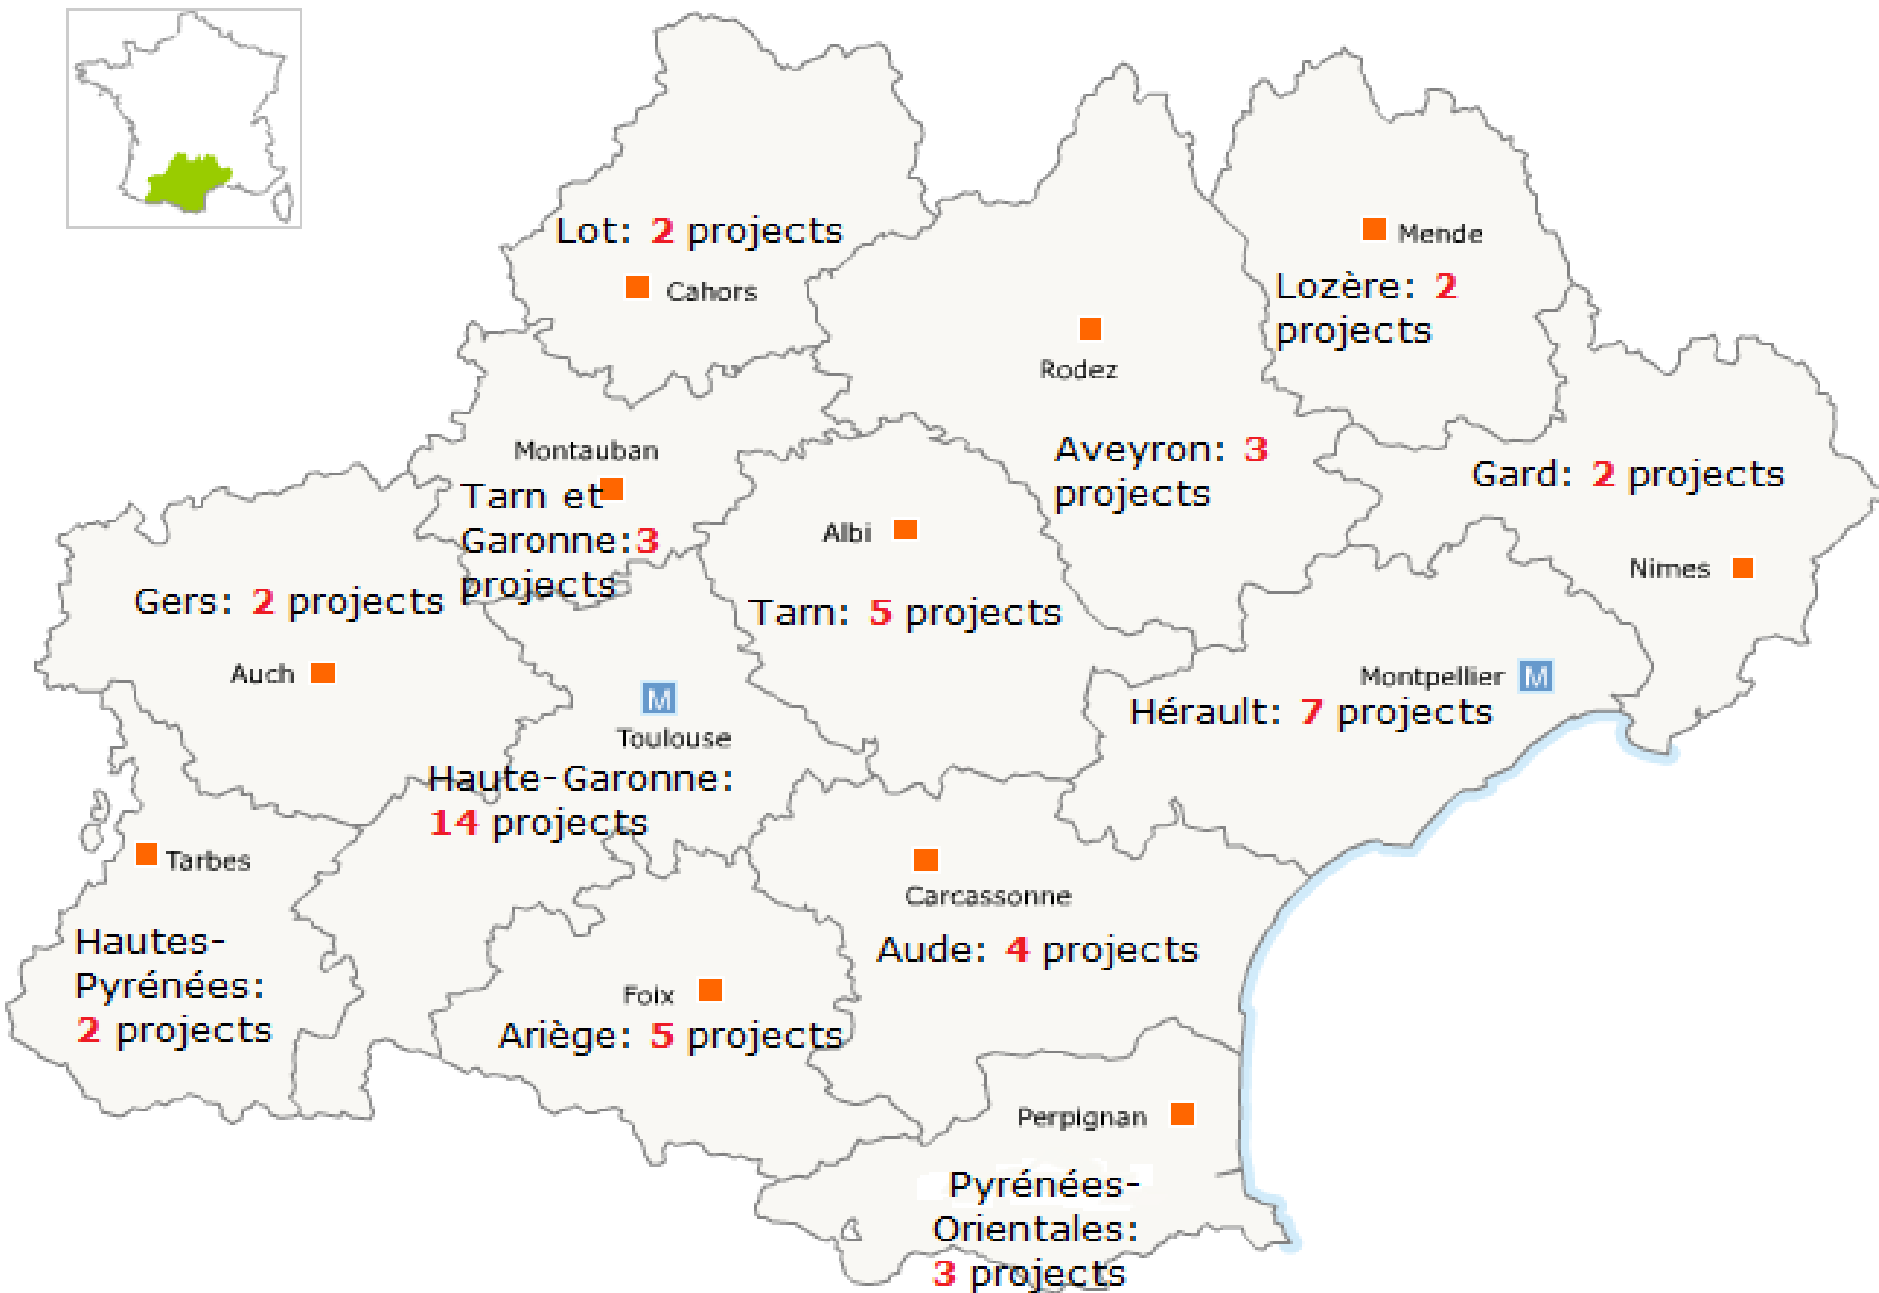 Lot: 2 projects
Cahors
Mende
Lozère: 2
projects
Rodez
Aveyron: 3
projects
Gard: 2 projects
Nimes
Montauban
Tarn et
Garonne:3
projects
Albi
Tarn: 5 projects
Gers: 2 projects
Auch
M
Toulouse
Haute-Garonne:
14 projects
Montpellier M
Hérault: 7 projects
Tarbes
Hautes-
Pyrénées:
2 projects
Carcassonne
Aude: 4 projects
Foix
Ariège: 5 projects
Perpignan
Pyrénées-
Orientales:
3 projects